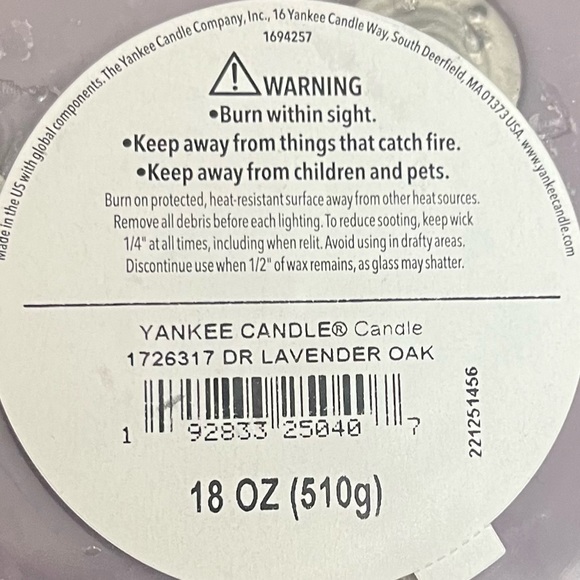 Made in the US with global components. The Yankee Candle Company, Inc., 16 Yankee Candle Way, South Deerfield, MA 01373 USA. www.yankeecandle.com
1694257
WARNING
•Burn within sight.
•Keep away from things that catch fire.
•Keep away from children and pets.
Burn on protected, heat-resistant surface away from other heat sources.
Remove all debris before each lighting. To reduce sooting, keep wick
1/4" at all times, including when relit. Avoid using in drafty areas.
Discontinue use when 1/2" of wax remains, as glass may shatter.
YANKEE CANDLE® Candle
1726317 DR LAVENDER OAK
1 92833 25040 7
221251456
18 OZ (510g)